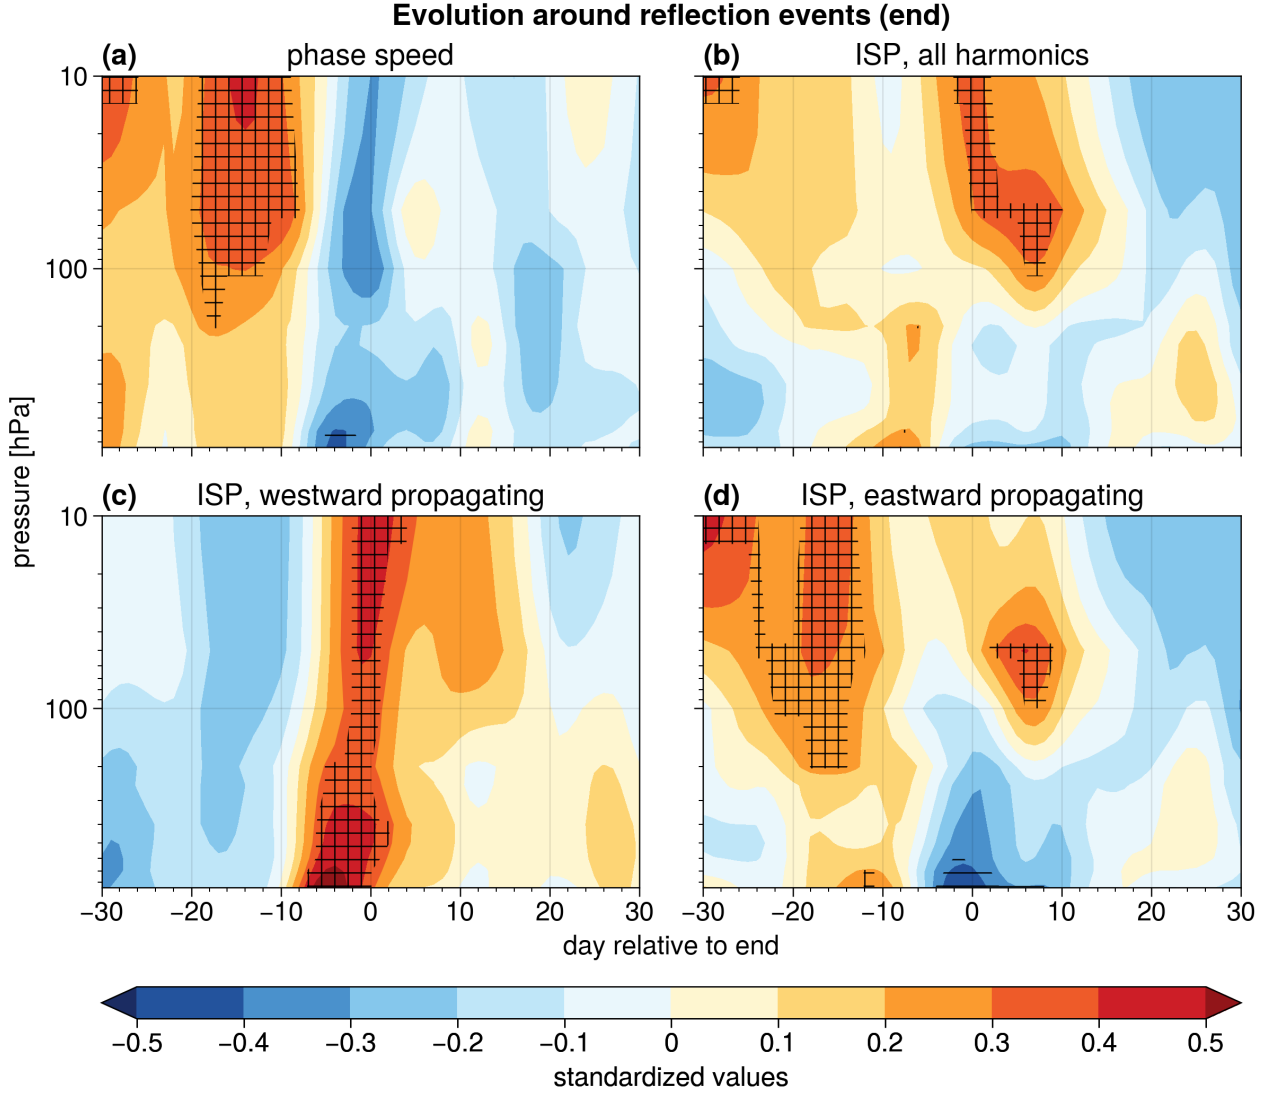 Evolution around reflection events (end)
(a) phase speed
(b) ISP, all harmonics
10
100
pressure [hPa]
(c) ISP, westward propagating
(d) ISP, eastward propagating
10
100
−30 −20 −10 0 10 20 30
−30 −20 −10 0 10 20 30
day relative to end
−0.5 −0.4 −0.3 −0.2 −0.1 0 0.1 0.2 0.3 0.4 0.5
standardized values